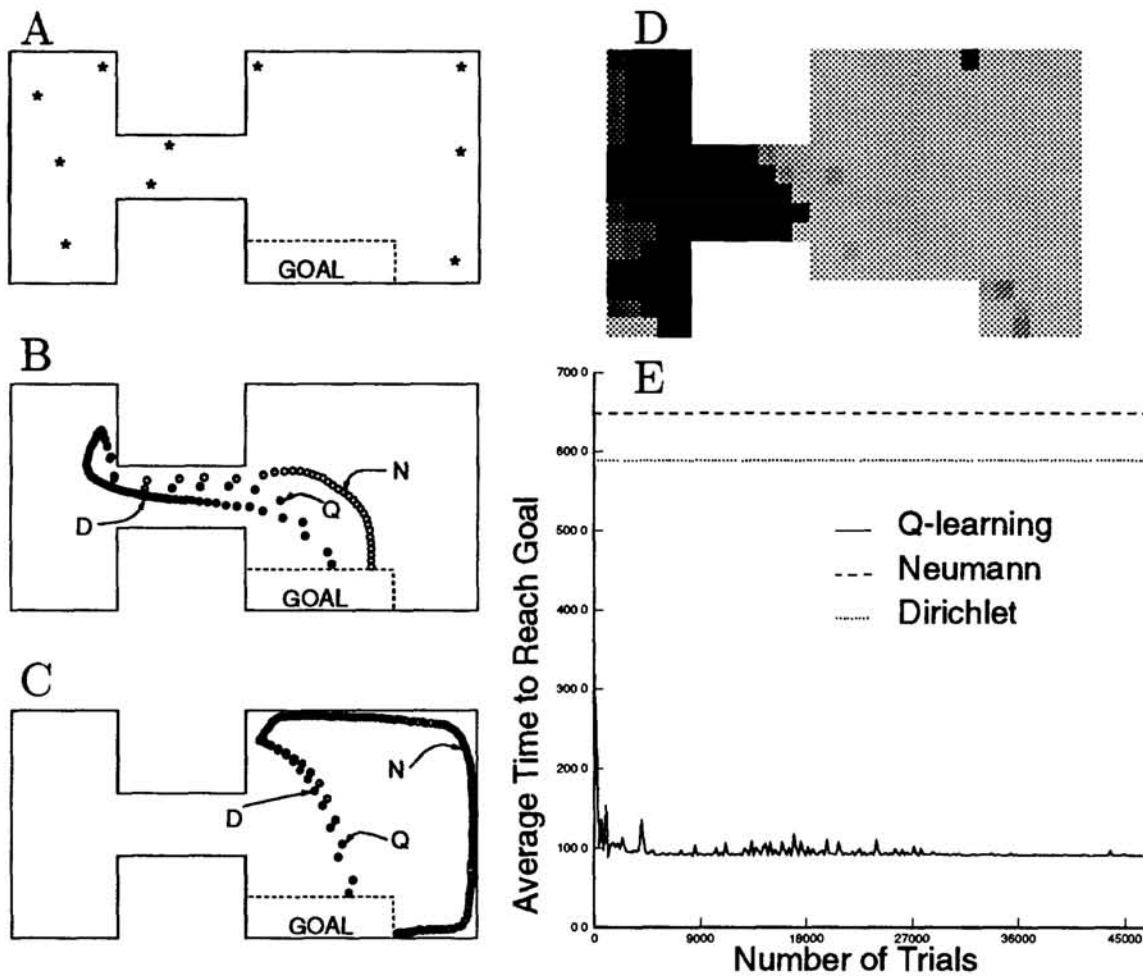 A
GOAL
B
N
Q
D
GOAL
C
N
D
Q
GOAL
D
E
700 0
600 0
500 0
400 0
300 0
200 0
100 0
0 0
Average Time to Reach Goal
Q-learning
Neumann
Dirichlet
0 9000 18000 27000 36000 45000
Number of Trials